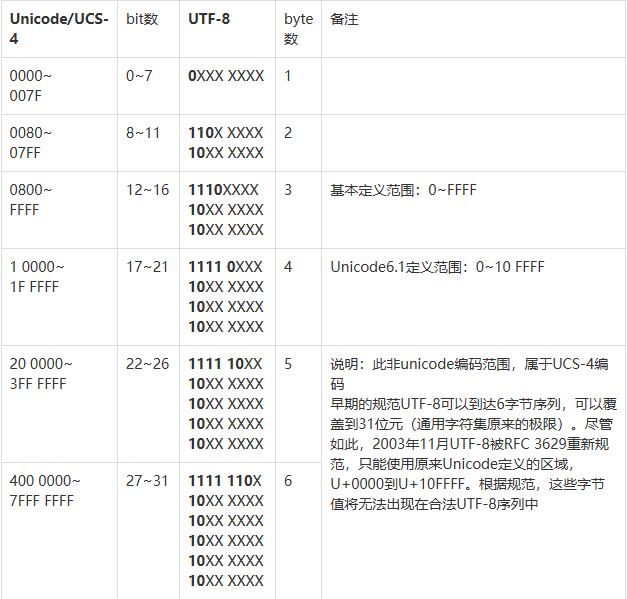 Unicode/UCS-4 bit数 UTF-8 byte数 备注
0000~
007F
0~7
0XXX XXXX
1
0080~
07FF
8~11
110X XXXX
10XX XXXX
2
0800~
FFFF
12~16
1110XXXX
10XX XXXX
10XX XXXX
3
基本定义范围：0~FFFF
1 0000~
1F FFFF
17~21
1111 0XXX
10XX XXXX
10XX XXXX
10XX XXXX
4
Unicode6.1定义范围：0~10 FFFF
20 0000~
3FF FFFF
22~26
1111 10XX
10XX XXXX
10XX XXXX
10XX XXXX
10XX XXXX
5
说明：此非unicode编码范围，属于UCS-4编
码
早期的规范UTF-8可以到达6字节序列，可以覆
盖到31位元（通用字符集原来的极限）。尽管
如此，2003年11月UTF-8被RFC 3629重新规
范，只能使用原来Unicode定义的区域，
U+0000到U+10FFFF。根据规范，这些字节
值将无法出现在合法UTF-8序列中
400 0000~
7FFF FFFF
27~31
1111 110X
10XX XXXX
10XX XXXX
10XX XXXX
10XX XXXX
10XX XXXX
6